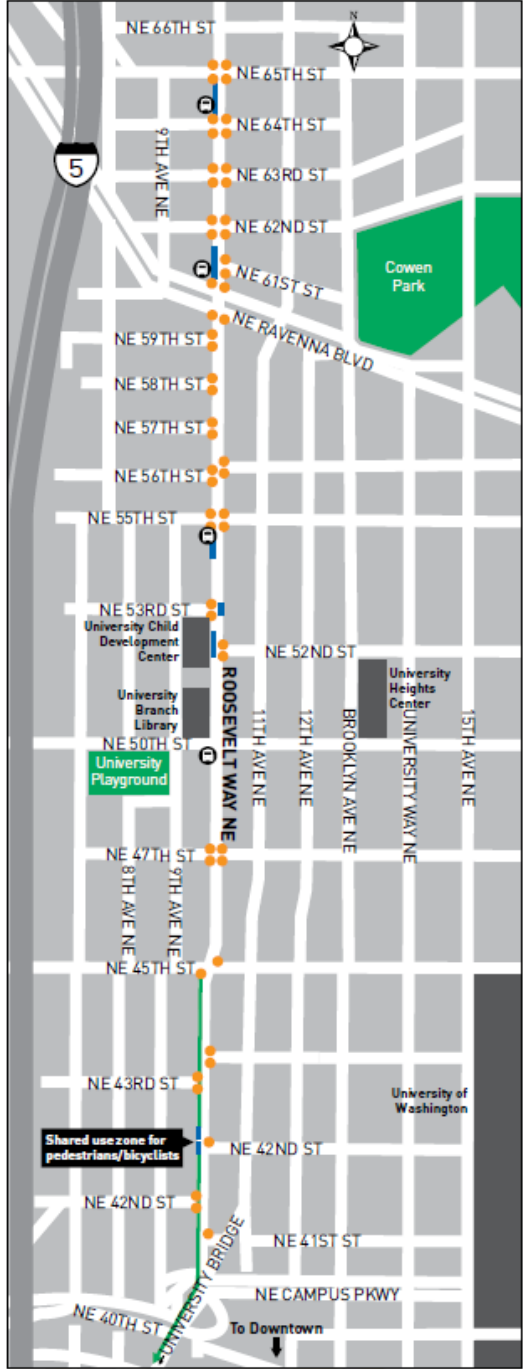 NE 66TH ST
N
NE 65TH ST
NE 64TH ST
5
9TH AVE NE
NE 63RD ST
NE 62ND ST
Cowen
Park
NE 61ST ST
NE RAVENNA BLVD
NE 59TH ST
NE 58TH ST
NE 57TH ST
NE 56TH ST
NE 55TH ST
NE 53RD ST
University Child
Development
Center
NE 52ND ST
University
Heights
Center
University
Branch
Library
ROOSEVELT WAY NE
11TH AVE NE
12TH AVE NE
BROOKLYN AVE NE
UNIVERSITY WAY NE
15TH AVE NE
NE 50TH ST
University
Playground
NE 47TH ST
8TH AVE NE
9TH AVE NE
NE 45TH ST
NE 43RD ST
University of
Washington
Shared use zone for
pedestrians/bicyclists
NE 42ND ST
NE 42ND ST
NE 41ST ST
UNIVERSITY BRIDGE
NE CAMPUS PKWY
NE 40TH ST
To Downtown